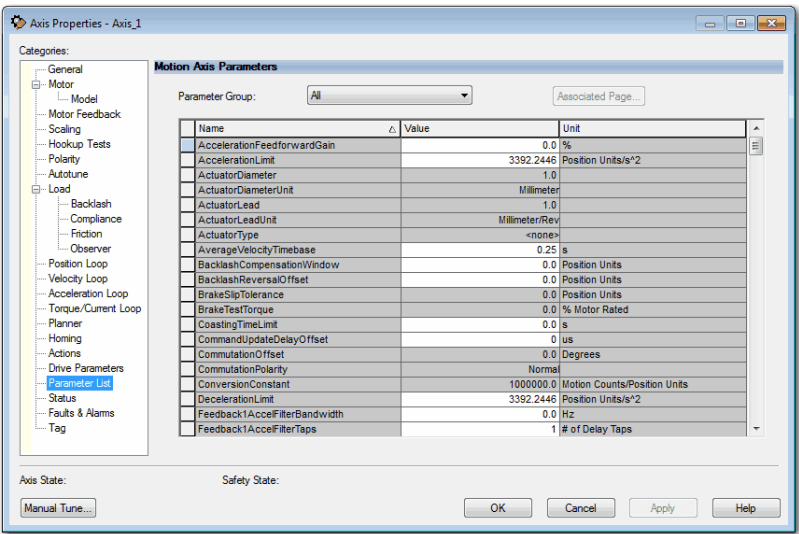 Axis Properties - Axis_1
Categories:
General
Motor
Model
Motor Feedback
Scaling
Hookup Tests
Polarity
Autotune
Load
Backlash
Compliance
Friction
Observer
Position Loop
Velocity Loop
Acceleration Loop
Torque/Current Loop
Planner
Homing
Actions
Drive Parameters
Parameter List
Status
Faults & Alarms
Tag
Motion Axis Parameters
Parameter Group: All Associated Page...
Name Value Unit
AccelerationFeedforwardGain 0.0 %
AccelerationLimit 3392.2446 Position Units/s^2
ActuatorDiameter 1.0
ActuatorDiameterUnit Millimeter
ActuatorLead 1.0
ActuatorLeadUnit Millimeter/Rev
ActuatorType <none>
AverageVelocityTimebase 0.25 s
BacklashCompensationWindow 0.0 Position Units
BacklashReversalOffset 0.0 Position Units
BrakeSlipTolerance 0.0 Position Units
BrakeTestTorque 0.0 % Motor Rated
CoastingTimeLimit 0.0 s
CommandUpdateDelayOffset 0 us
CommutationOffset 0.0 Degrees
CommutationPolarity Normal
ConversionConstant 1000000.0 Motion Counts/Position Units
DecelerationLimit 3392.2446 Position Units/s^2
Feedback1AccelFilterBandwidth 0.0 Hz
Feedback1AccelFilterTaps 1 # of Delay Taps
Axis State: Safety State:
Manual Tune... OK Cancel Apply Help